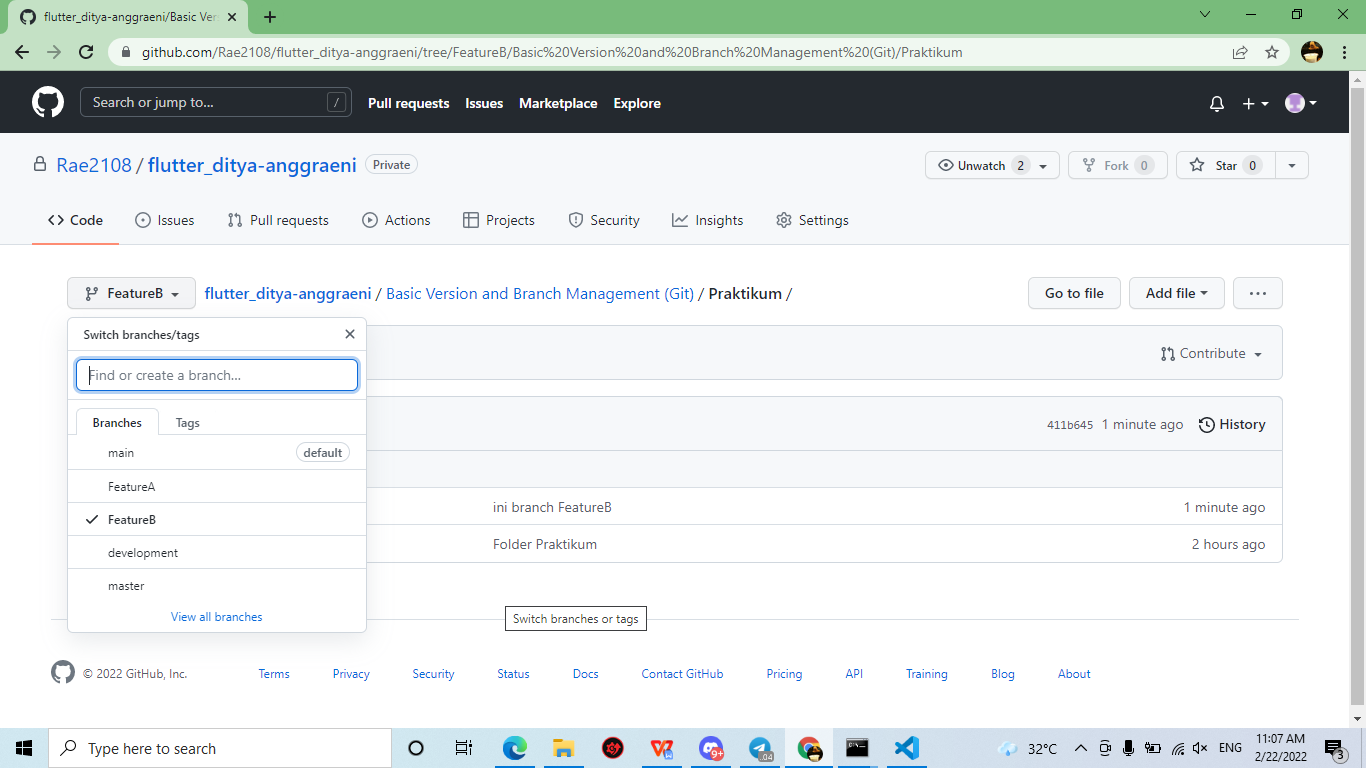 flutter_ditya-anggraeni/Basic Ver
github.com/Rae2108/flutter_ditya-anggraeni/tree/FeatureB/Basic%20Version%20and%20Branch%20Management%20(Git)/Praktikum
Search or jump to... /
Pull requests Issues Marketplace Explore
Rae2108 / flutter_ditya-anggraeni Private
Unwatch 2 Fork 0 Star 0
Code Issues Pull requests Actions Projects Security Insights Settings
FeatureB flutter_ditya-anggraeni / Basic Version and Branch Management (Git) / Praktikum /
Go to file Add file ...
Switch branches/tags
Contribute
Find or create a branch...
Branches Tags
411b645 1 minute ago History
main default
FeatureA
ini branch FeatureB 1 minute ago
FeatureB
Folder Praktikum 2 hours ago
development
master
View all branches
Switch branches or tags
© 2022 GitHub, Inc. Terms Privacy Security Status Docs Contact GitHub Pricing API Training Blog About
Type here to search
9+
.04
32°C
ENG
11:07 AM
2/22/2022
3